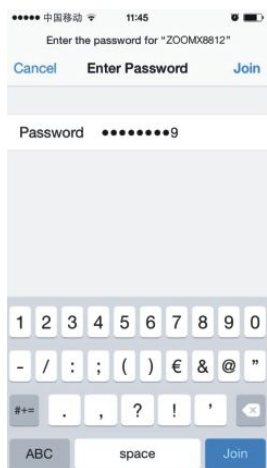 中国移动 11:45
Enter the password for "ZOOMX8812"
Cancel Enter Password Join
Password ••••••••9
1 2 3 4 5 6 7 8 9 0
- / : ; ( ) € & @ "
#+= . , ? ! '
ABC space Join